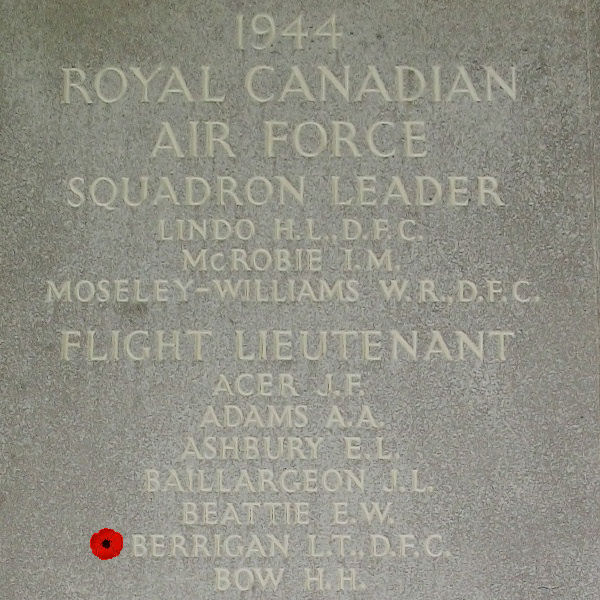 1944
ROYAL CANADIAN
AIR FORCE
SQUADRON LEADER
LINDO H.L., D.F.C.
McROBIE I.M.
MOSELEY-WILLIAMS W.R., D.F.C.
FLIGHT LIEUTENANT
ACER J.F.
ADAMS A.A.
ASHBURY E.L.
BAILLARGEON J.L.
BEATTIE E.W.
BERRIGAN L.T., D.F.C.
BOW H.H.